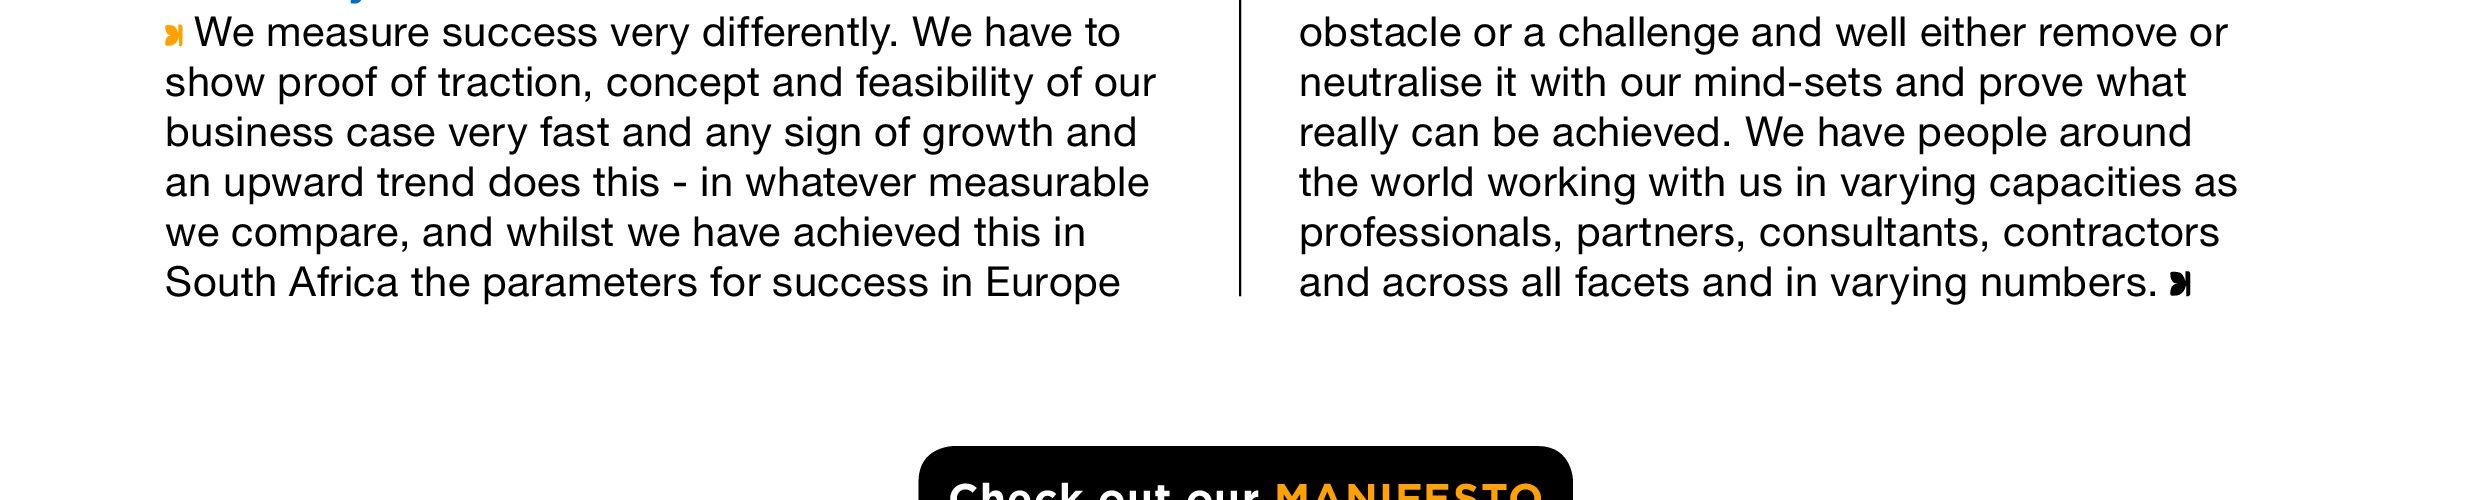 We measure success very differently. We have to
show proof of traction, concept and feasibility of our
business case very fast and any sign of growth and
an upward trend does this - in whatever measurable
we compare, and whilst we have achieved this in
South Africa the parameters for success in Europe
obstacle or a challenge and well either remove or
neutralise it with our mind-sets and prove what
really can be achieved. We have people around
the world working with us in varying capacities as
professionals, partners, consultants, contractors
and across all facets and in varying numbers.
Check out our MANIFESTO